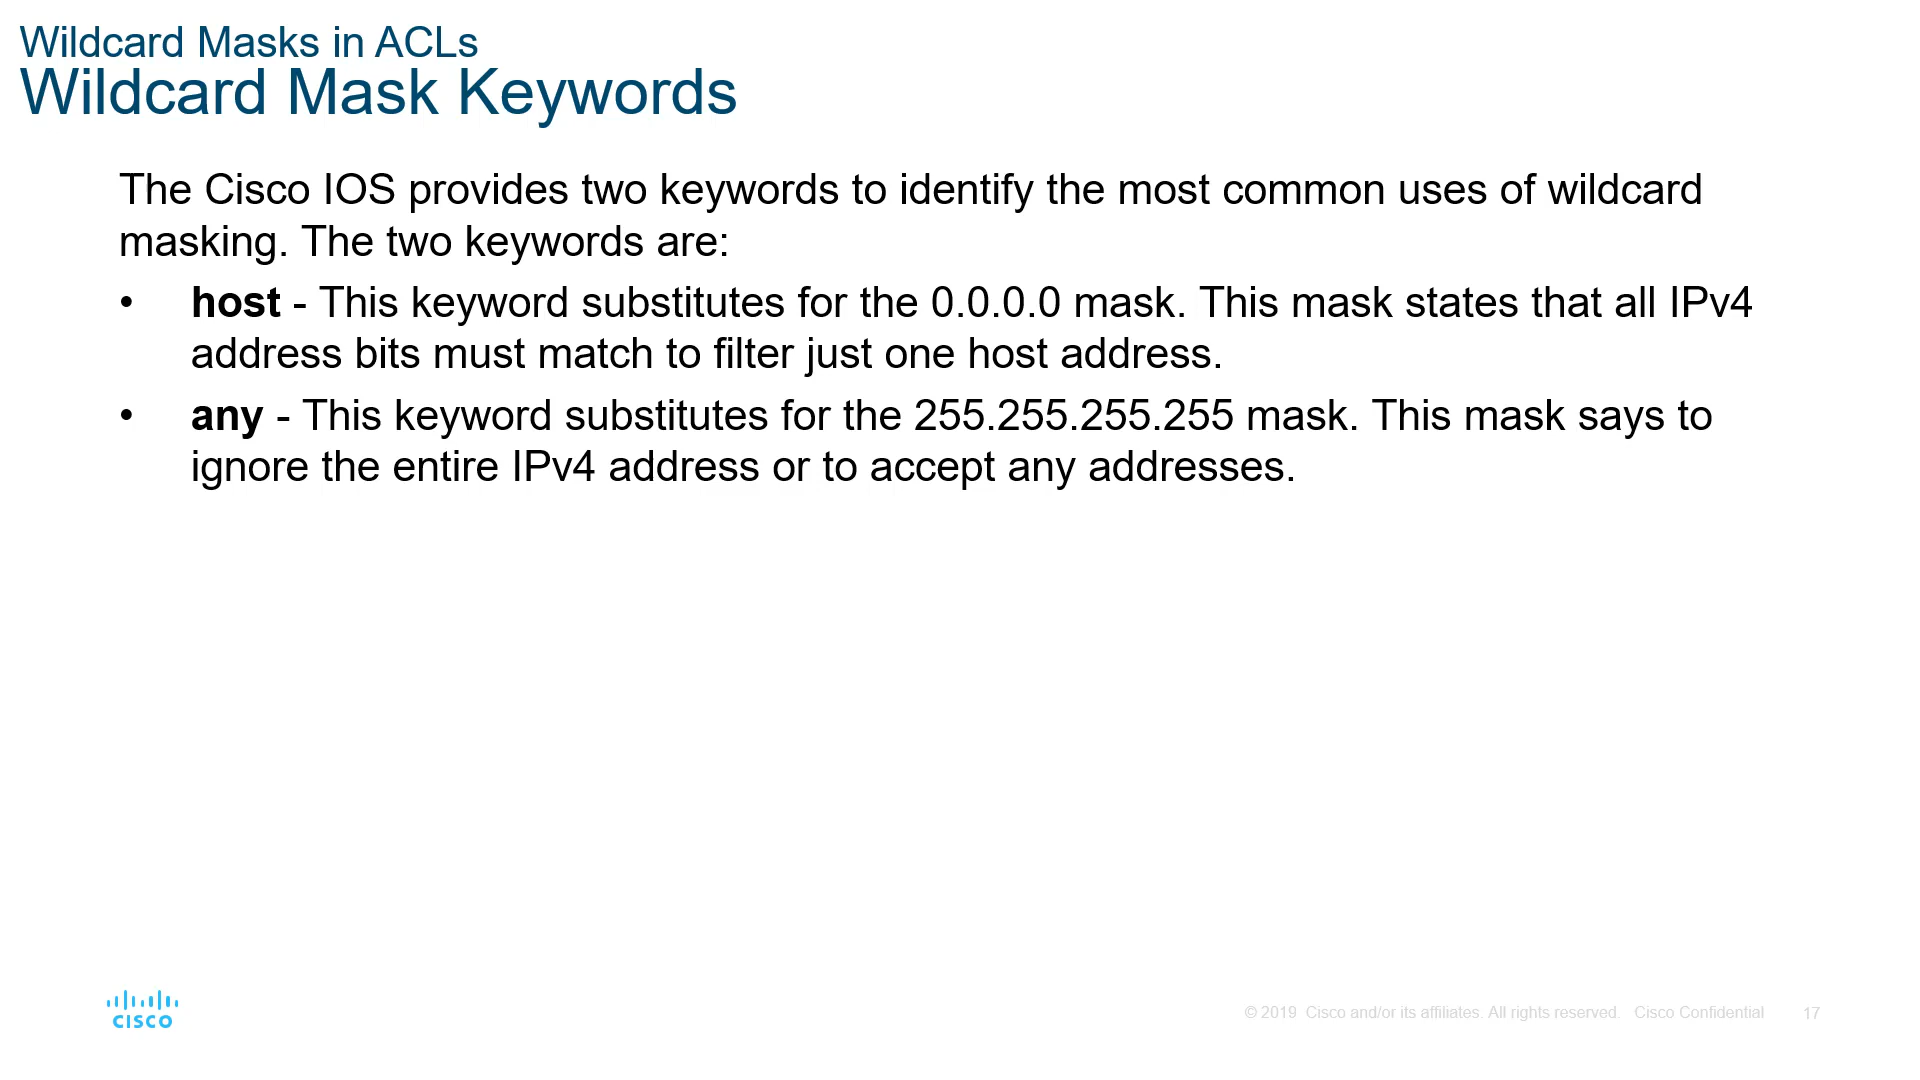 Wildcard Masks in ACLs
Wildcard Mask Keywords
The Cisco IOS provides two keywords to identify the most common uses of wildcard
masking. The two keywords are:
• host - This keyword substitutes for the 0.0.0.0 mask. This mask states that all IPv4
address bits must match to filter just one host address.
• any - This keyword substitutes for the 255.255.255.255 mask. This mask says to
ignore the entire IPv4 address or to accept any addresses.
CISCO
© 2019 Cisco and/or its affiliates. All rights reserved. Cisco Confidential 17